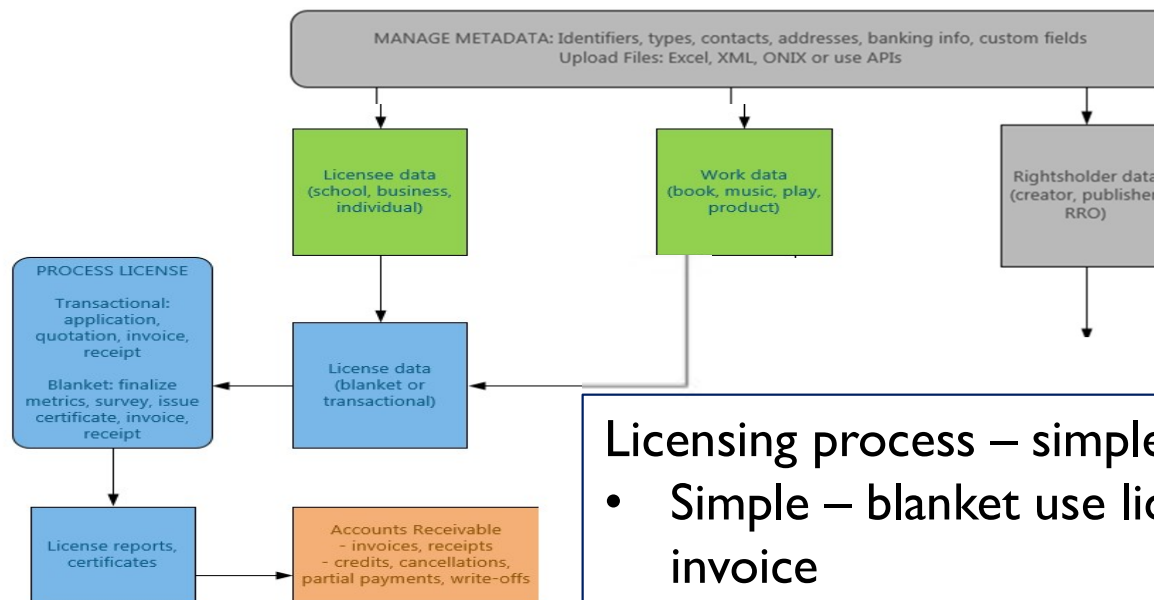 MANAGE METADATA: Identifiers, types, contacts, addresses, banking info, custom fields
Upload Files: Excel, XML, ONIX or use APIs
Licensee data
(school, business,
individual)
Work data
(book, music, play,
product)
Rightsholder data
(creator, publisher
RRO)
PROCESS LICENSE
Transactional:
application,
quotation, invoice,
receipt
Blanket: finalize
metrics, survey, issue
certificate, invoice,
receipt
License data
(blanket or
transactional)
License reports,
certificates
Accounts Receivable
- invoices, receipts
- credits, cancellations,
partial payments, write-offs
Licensing process – simple
• Simple – blanket use lic
invoice